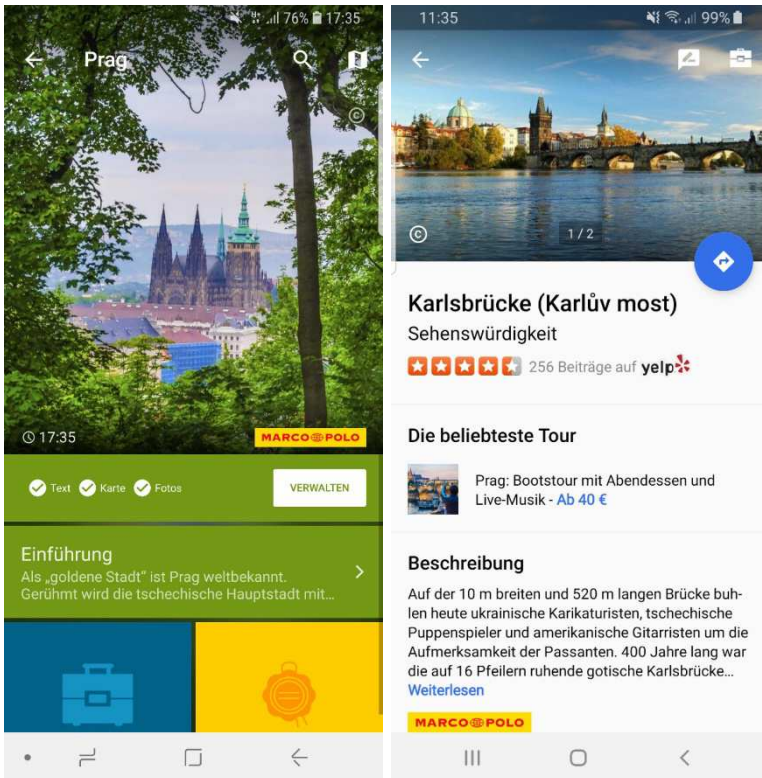 76% 17:35
Prag
©
17:35
MARCO POLO
Text Karte Fotos
VERWALTEN
Einführung
Als „goldene Stadt“ ist Prag weltbekannt.
Gerühmt wird die tschechische Hauptstadt mit...
11:35
99%
©
1/2
Karlsbrücke (Karlův most)
Sehenswürdigkeit
256 Beiträge auf yelp
Die beliebteste Tour
Prag: Bootstour mit Abendessen und
Live-Musik - Ab 40 €
Beschreibung
Auf der 10 m breiten und 520 m langen Brücke buh-
len heute ukrainische Karikaturisten, tschechische
Puppenspieler und amerikanische Gitarristen um die
Aufmerksamkeit der Passanten. 400 Jahre lang war
die auf 16 Pfeilern ruhende gotische Karlsbrücke...
Weiterlesen
MARCO POLO